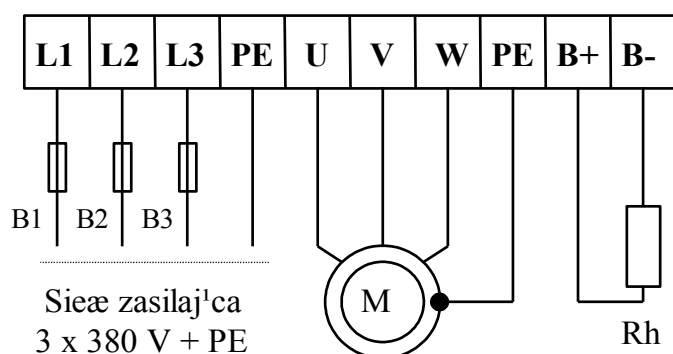 L1 L2 L3 PE U V W PE B+ B-
B1 B2 B3
Sieæ zasilaj¹ca
3 x 380 V + PE
M
Rh